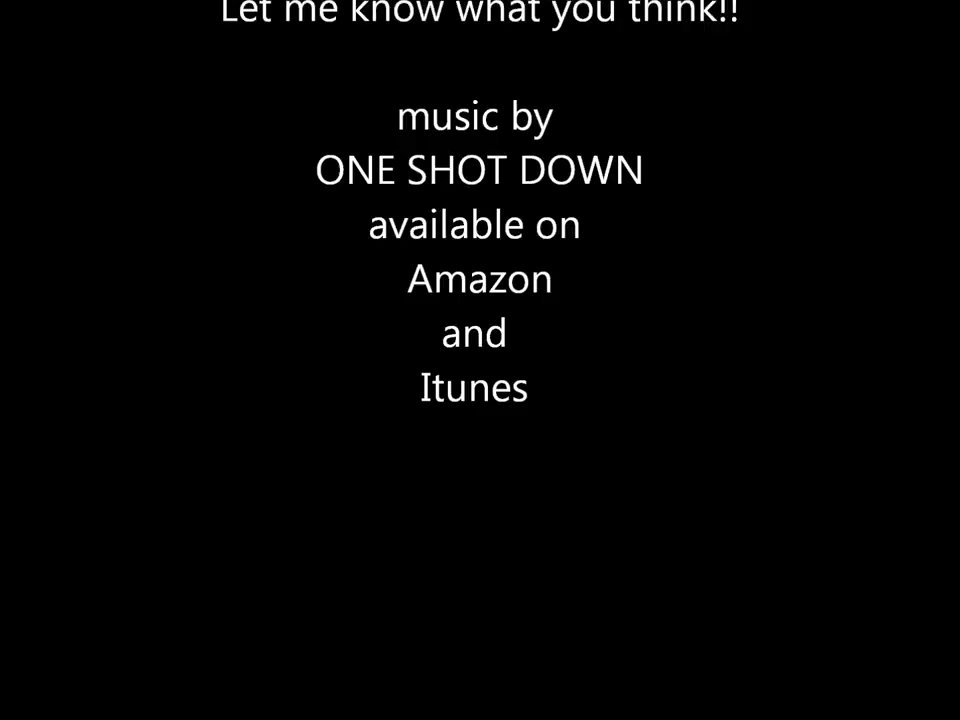 Let me know what you think!!
music by
ONE SHOT DOWN
available on
Amazon
and
Itunes